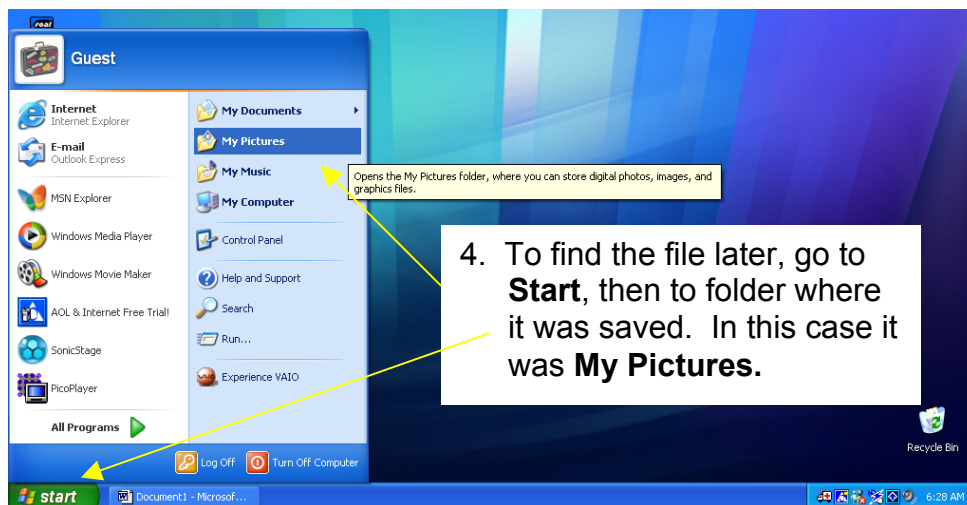 real
Guest
Internet
Internet Explorer
E-mail
Outlook Express
MSN Explorer
Windows Media Player
Windows Movie Maker
AOL & Internet Free Trial!
SonicStage
PicoPlayer
All Programs
My Documents
My Pictures
My Music
My Computer
Control Panel
Help and Support
Search
Run...
Experience VAIO
Opens the My Pictures folder, where you can store digital photos, images, and
graphics files.
4. To find the file later, go to
Start, then to folder where
it was saved. In this case it
was My Pictures.
Recycle Bin
Log Off
Turn Off Computer
start
Document1 - Microsof...
6:28 AM